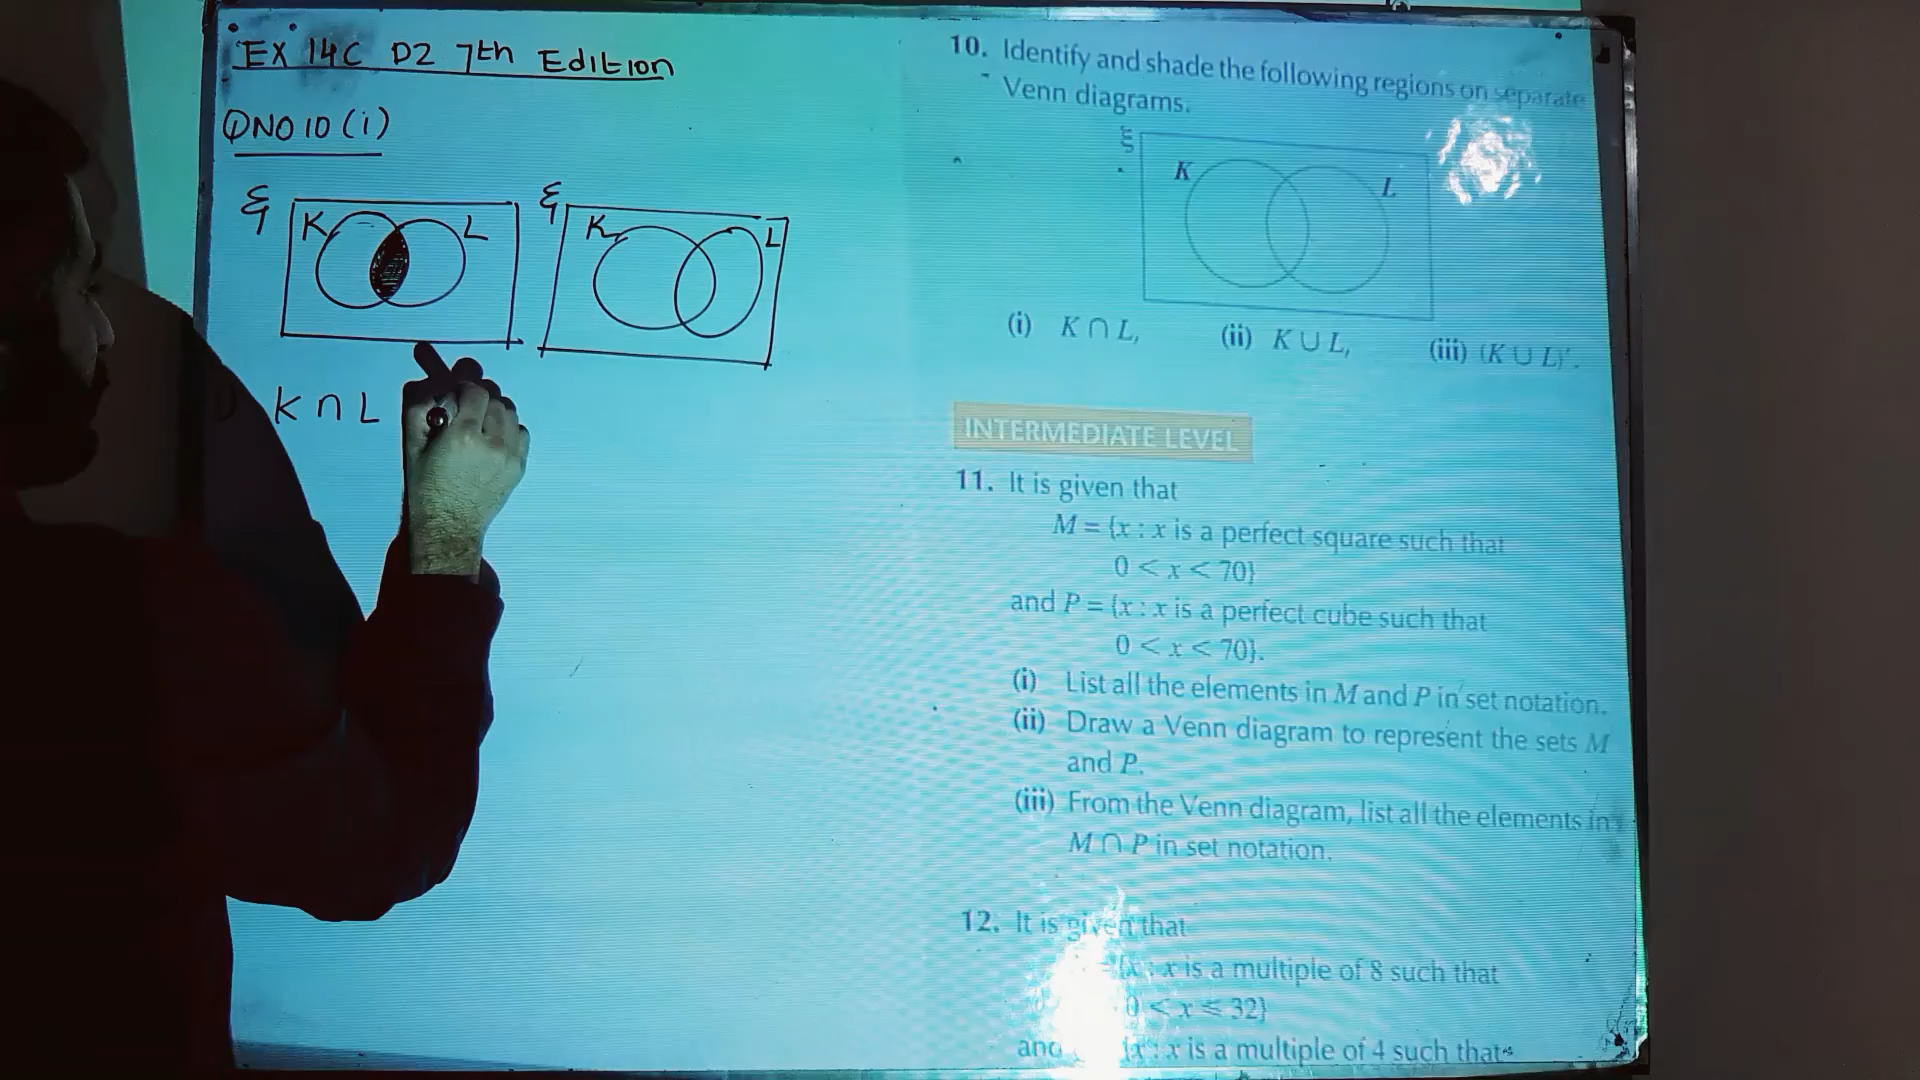 EX 14C D2 7th Edition
QNO 10 (i)
ξ K L
ξ K L
K ∩ L
10. Identify and shade the following regions on separate
Venn diagrams.
ξ
K L
(i) K ∩ L, (ii) K ∪ L, (iii) (K ∪ L)′.
INTERMEDIATE LEVEL
11. It is given that
M = {x : x is a perfect square such that
0 < x < 70}
and P = {x : x is a perfect cube such that
0 < x < 70}.
(i) List all the elements in M and P in set notation.
(ii) Draw a Venn diagram to represent the sets M
and P.
(iii) From the Venn diagram, list all the elements in
M ∩ P in set notation.
12. It is given that
{x : x is a multiple of 8 such that
0 < x ≤ 32}
and {x : x is a multiple of 4 such that